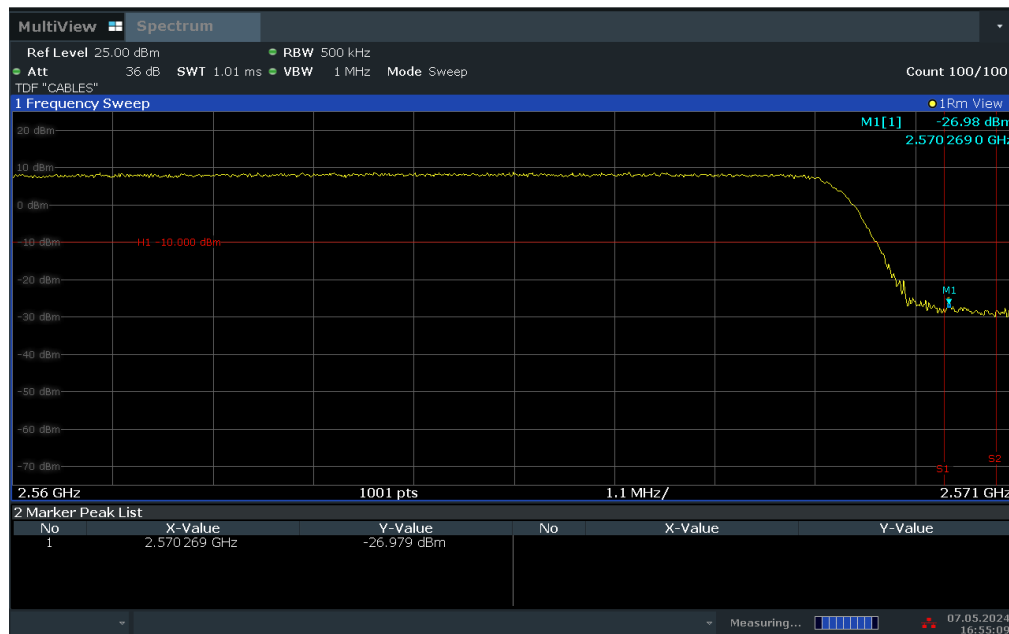 MultiView Spectrum
Ref Level 25.00 dBm RBW 500 kHz
Att 36 dB SWT 1.01 ms VBW 1 MHz Mode Sweep Count 100/100
TDF "CABLES"
1 Frequency Sweep 1Rm View
M1[1] -26.98 dBm
2.570 269 0 GHz
20 dBm
10 dBm
0 dBm
-10 dBm H1 -10.000 dBm
-20 dBm
M1
-30 dBm
-40 dBm
-50 dBm
-60 dBm
S2
-70 dBm S1
2.56 GHz 1001 pts 1.1 MHz/ 2.571 GHz
2 Marker Peak List
No X-Value Y-Value No X-Value Y-Value
1 2.570 269 GHz -26.979 dBm
Measuring... 07.05.2024
16:55:09